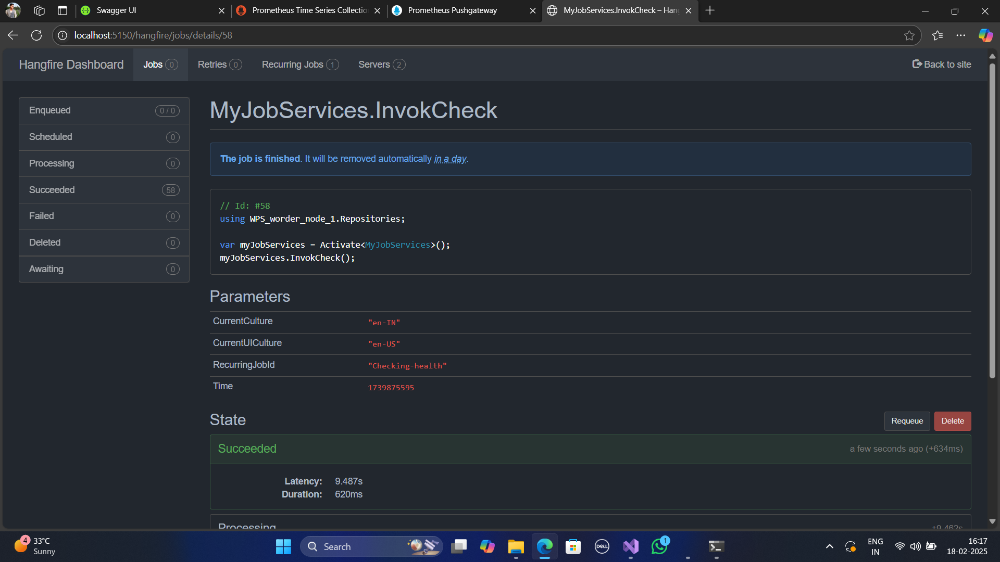 Swagger UI
Prometheus Time Series Collectio
Prometheus Pushgateway
MyJobServices.InvokCheck – Hang
localhost:5150/hangfire/jobs/details/58
Hangfire Dashboard
Jobs 0
Retries 0
Recurring Jobs 1
Servers 2
Back to site
Enqueued 0 / 0
Scheduled 0
Processing 0
Succeeded 58
Failed 0
Deleted 0
Awaiting 0
MyJobServices.InvokCheck
The job is finished. It will be removed automatically in a day.
// Id: #58
using WPS_worder_node_1.Repositories;
var myJobServices = Activate<MyJobServices>();
myJobServices.InvokCheck();
Parameters
CurrentCulture "en-IN"
CurrentUICulture "en-US"
RecurringJobId "Checking-health"
Time 1739875595
State
Requeue
Delete
Succeeded
a few seconds ago (+634ms)
Latency: 9.487s
Duration: 620ms
Processing
+9.462s
4
33°C
Sunny
Search
DELL
1
ENG
IN
16:17
18-02-2025